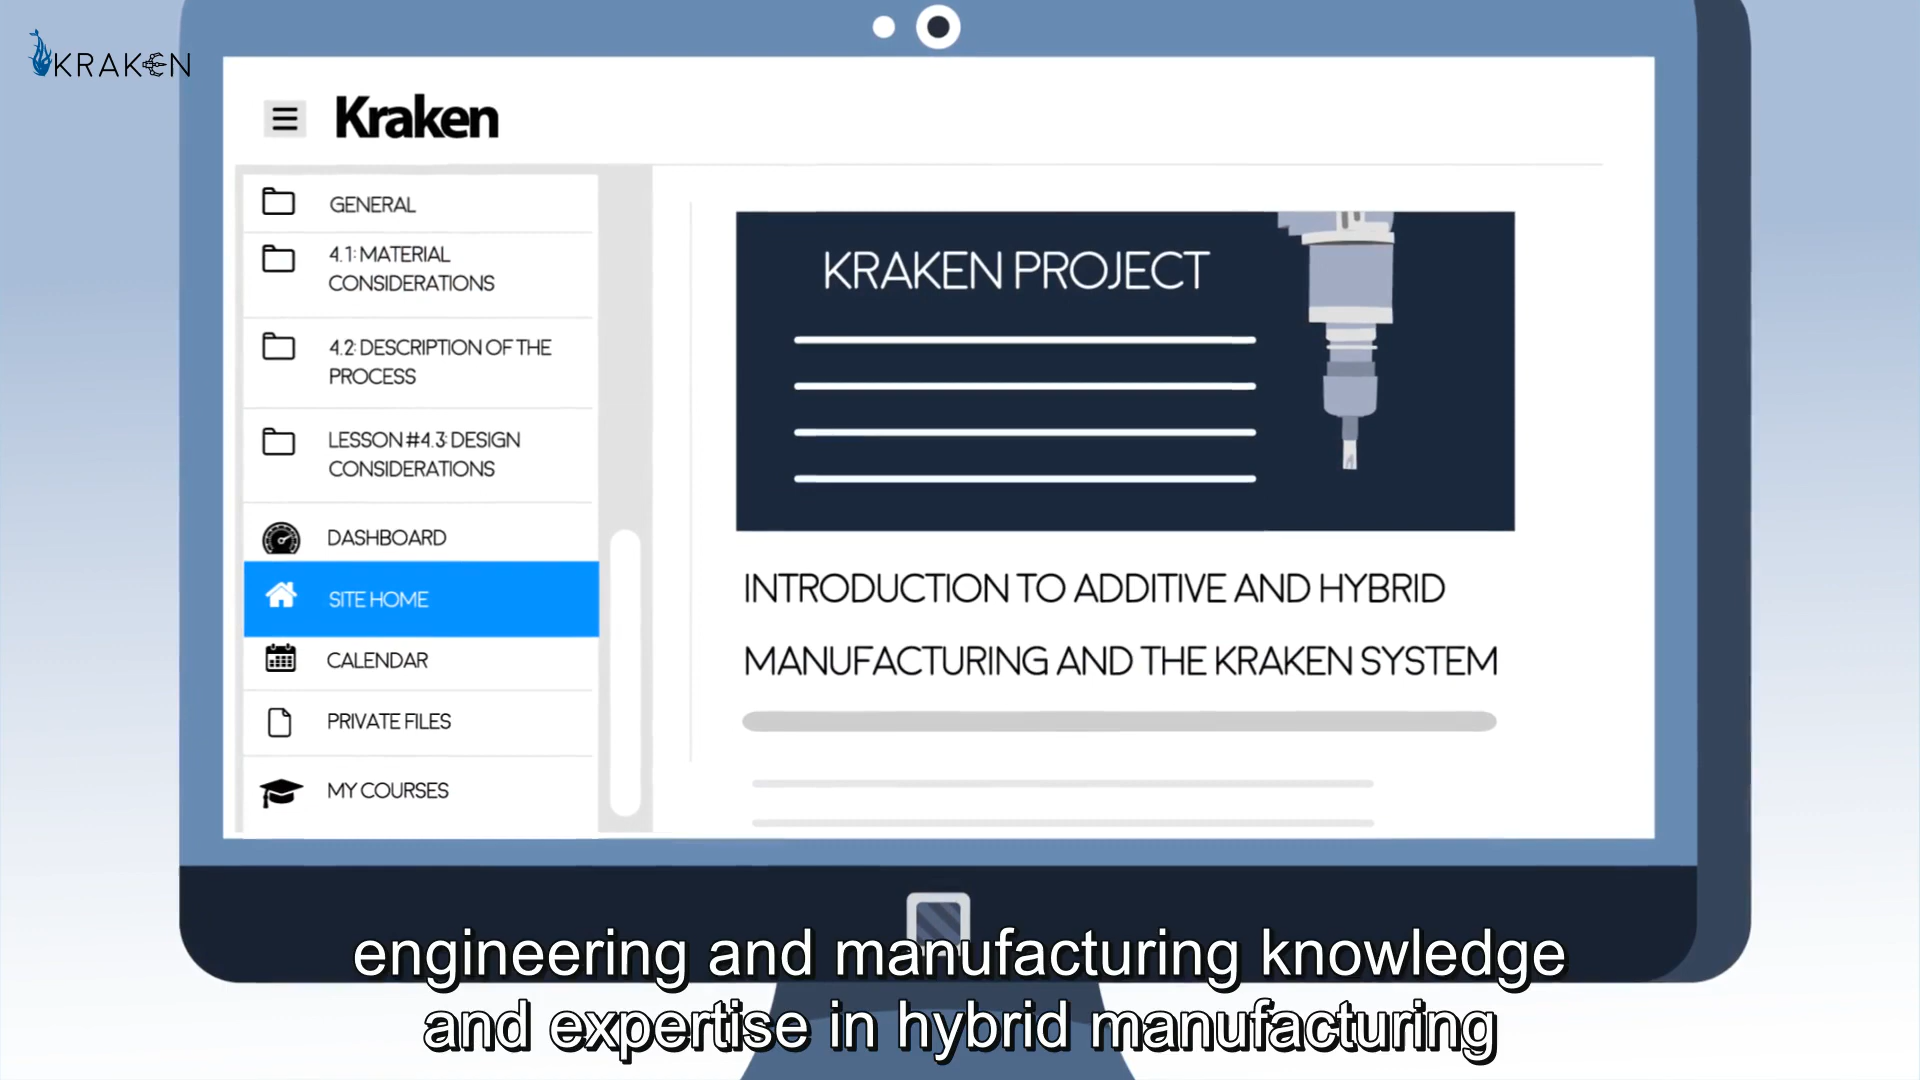 KRAKEN
Kraken
GENERAL
4.1: MATERIAL
CONSIDERATIONS
4.2: DESCRIPTION OF THE
PROCESS
LESSON #4.3: DESIGN
CONSIDERATIONS
DASHBOARD
SITE HOME
CALENDAR
PRIVATE FILES
MY COURSES
KRAKEN PROJECT
INTRODUCTION TO ADDITIVE AND HYBRID
MANUFACTURING AND THE KRAKEN SYSTEM
engineering and manufacturing knowledge
and expertise in hybrid manufacturing